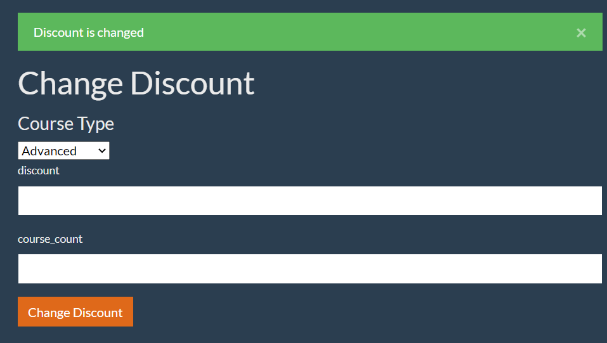 Discount is changed ×
Change Discount
Course Type
Advanced
discount
course_count
Change Discount